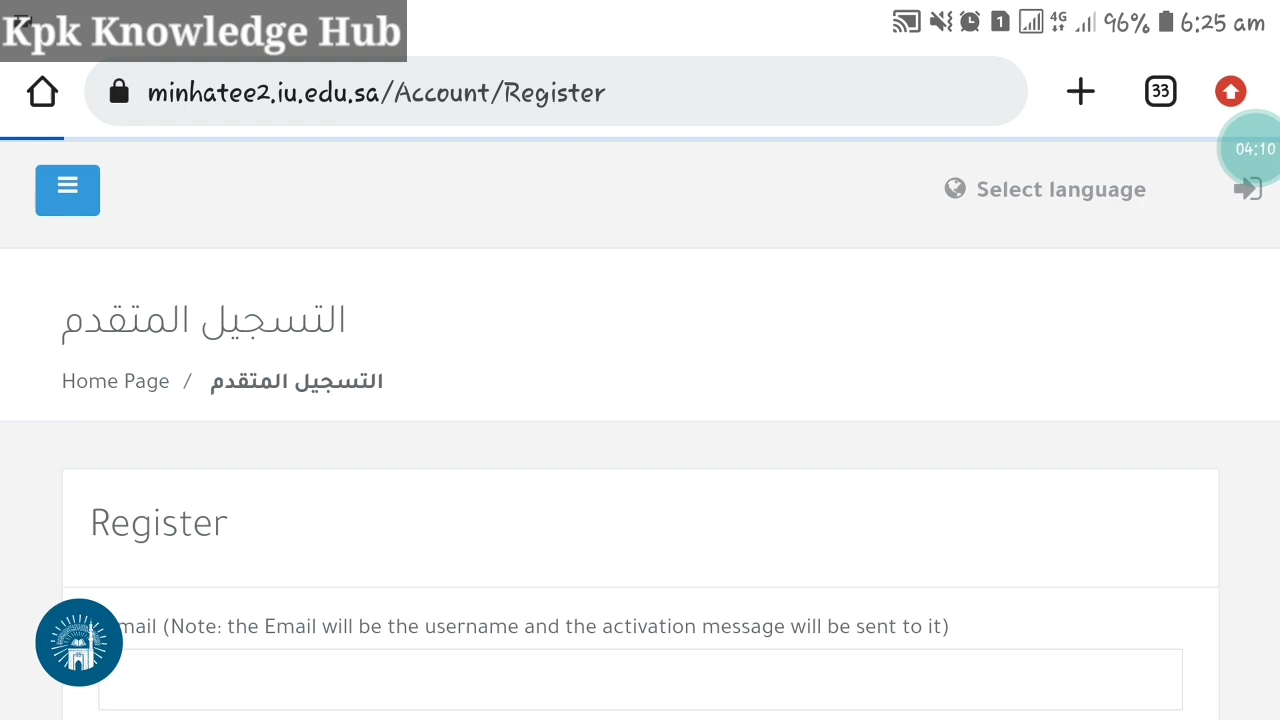 Kpk Knowledge Hub
1 4G 96% 6:25 am
minhatee2.iu.edu.sa/Account/Register
33
04:10
Select language
التسجيل المتقدم
Home Page / التسجيل المتقدم
Register
mail (Note: the Email will be the username and the activation message will be sent to it)